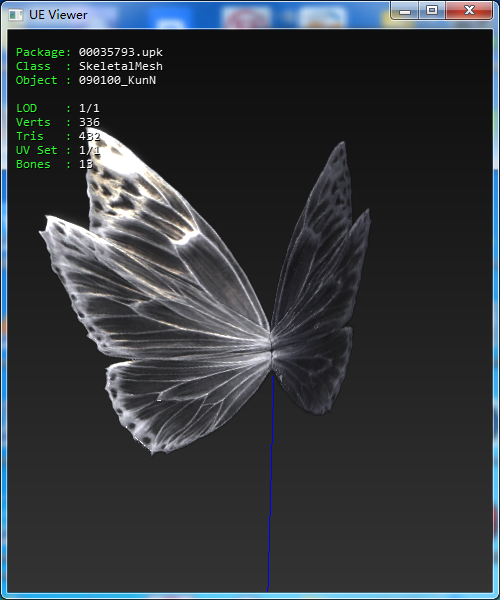 UE Viewer
Package: 00035793.upk
Class  : SkeletalMesh
Object : 090100_KunN
LOD    : 1/1
Verts  : 336
Tris   : 432
UV Set : 1/1
Bones  : 13